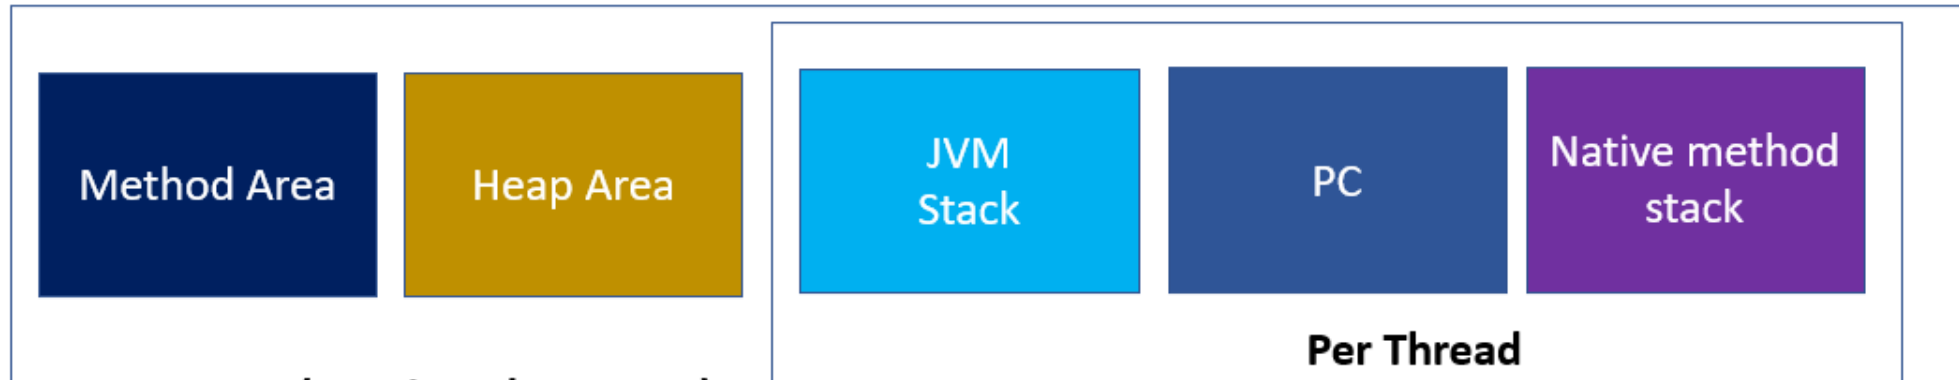 Method Area
Heap Area
JVM
Stack
PC
Native method
stack
Per Thread